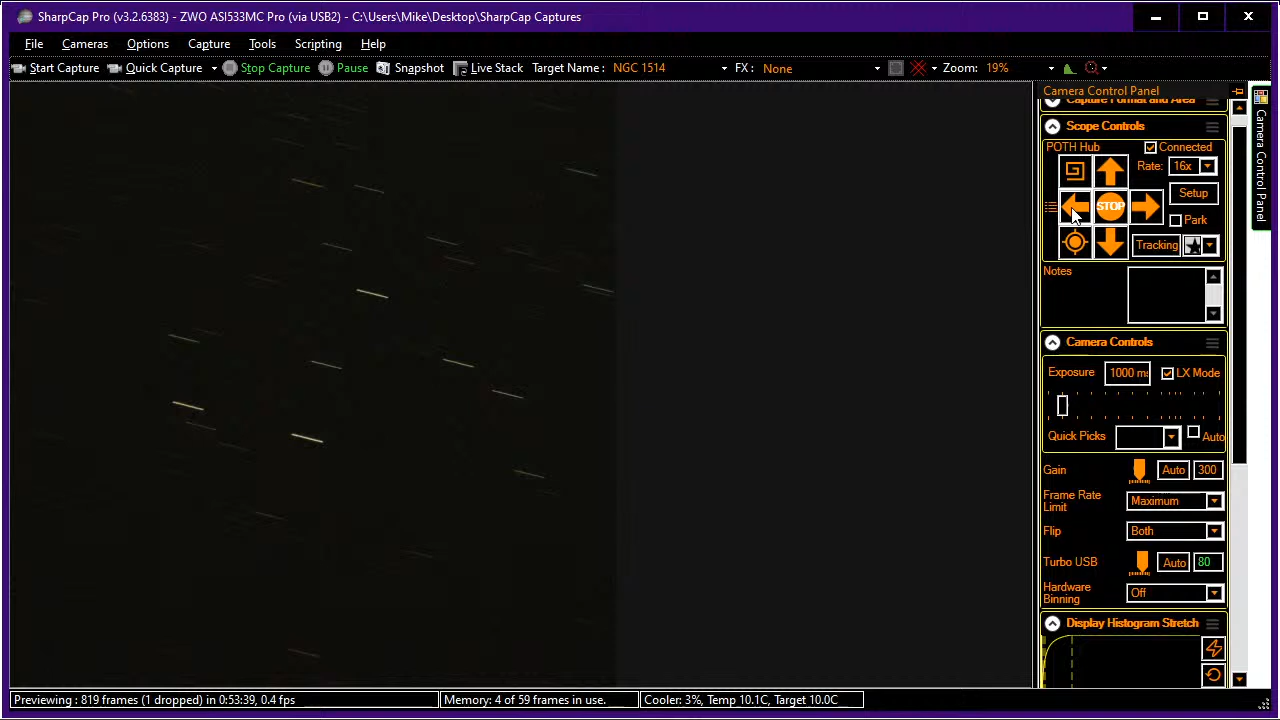 SharpCap Pro (v3.2.6383) - ZWO ASI533MC Pro (via USB2) - C:\Users\Mike\Desktop\SharpCap Captures
File Cameras Options Capture Tools Scripting Help
Start Capture Quick Capture Stop Capture Pause Snapshot Live Stack Target Name: NGC 1514 FX: None Zoom: 19%
Camera Control Panel
Capture Format and Area
Scope Controls
POTH Hub Connected
Rate: 16x
Setup
STOP
Park
Tracking
Notes
Camera Controls
Exposure 1000 ms LX Mode
Quick Picks Auto
Gain Auto 300
Frame Rate
Limit Maximum
Flip Both
Turbo USB Auto 80
Hardware
Binning Off
Display Histogram Stretch
Camera Control Panel
Previewing : 819 frames (1 dropped) in 0:53:39, 0.4 fps Memory: 4 of 59 frames in use. Cooler: 3%, Temp 10.1C, Target 10.0C